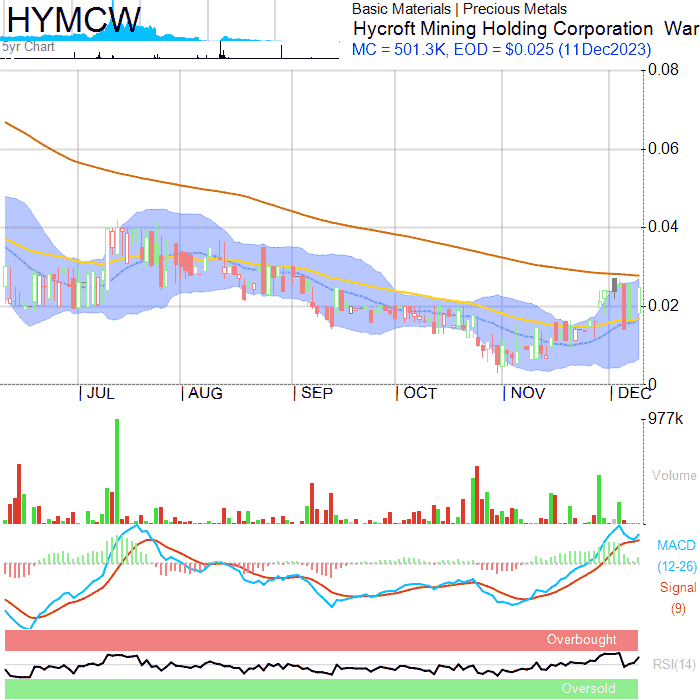 HYMCW
5yr Chart
Basic Materials | Precious Metals
Hycroft Mining Holding Corporation War
MC = 501.3K, EOD = $0.025 (11Dec2023)
0.08
0.06
0.04
0.02
0
JUL AUG SEP OCT NOV DEC
977k
Volume
MACD
(12-26)
Signal
(9)
Overbought
RSI(14)
Oversold